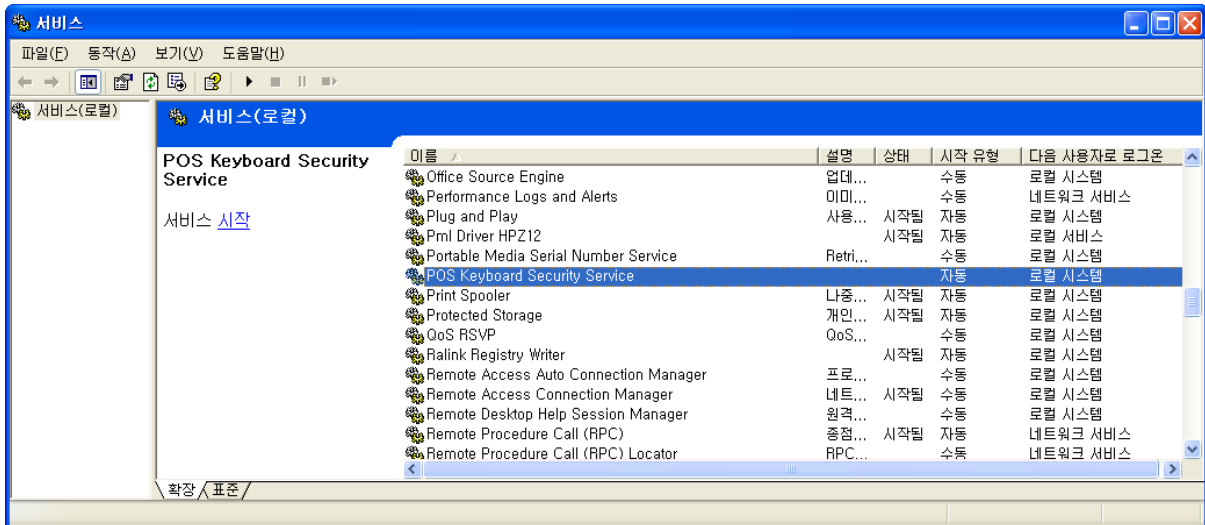 서비스
파일(F) 동작(A) 보기(V) 도움말(H)
서비스(로컬)
서비스(로컬)
POS Keyboard Security Service
서비스 시작
이름 설명 상태 시작 유형 다음 사용자로 로그온
Office Source Engine 업데... 수동 로컬 시스템
Performance Logs and Alerts 이미... 수동 네트워크 서비스
Plug and Play 사용... 시작됨 자동 로컬 시스템
Pml Driver HPZ12 시작됨 자동 로컬 서비스
Portable Media Serial Number Service Retri... 수동 로컬 시스템
POS Keyboard Security Service 자동 로컬 시스템
Print Spooler 나중... 시작됨 자동 로컬 시스템
Protected Storage 개인... 시작됨 자동 로컬 시스템
QoS RSVP QoS... 수동 로컬 시스템
Ralink Registry Writer 시작됨 자동 로컬 시스템
Remote Access Auto Connection Manager 프로... 수동 로컬 시스템
Remote Access Connection Manager 네트... 시작됨 수동 로컬 시스템
Remote Desktop Help Session Manager 원격... 수동 로컬 시스템
Remote Procedure Call (RPC) 종점... 시작됨 자동 네트워크 서비스
Remote Procedure Call (RPC) Locator RPC... 수동 네트워크 서비스
확장 표준